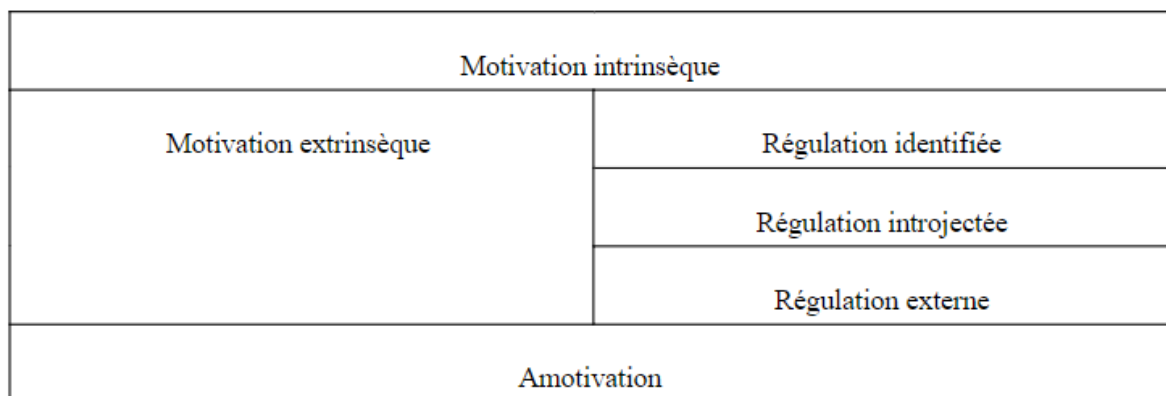 Motivation intrinsèque
Motivation extrinsèque
Régulation identifiée
Régulation introjectée
Régulation externe
Amotivation